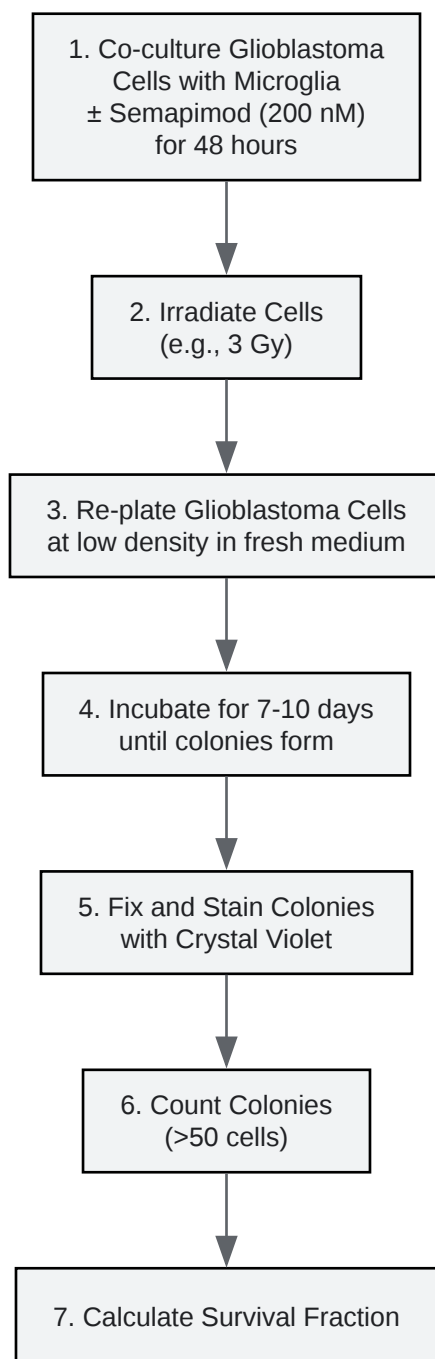 1. Co-culture Glioblastoma
Cells with Microglia
± Semapimod (200 nM)
for 48 hours
2. Irradiate Cells
(e.g., 3 Gy)
3. Re-plate Glioblastoma Cells
at low density in fresh medium
4. Incubate for 7-10 days
until colonies form
5. Fix and Stain Colonies
with Crystal Violet
6. Count Colonies
(>50 cells)
7. Calculate Survival Fraction